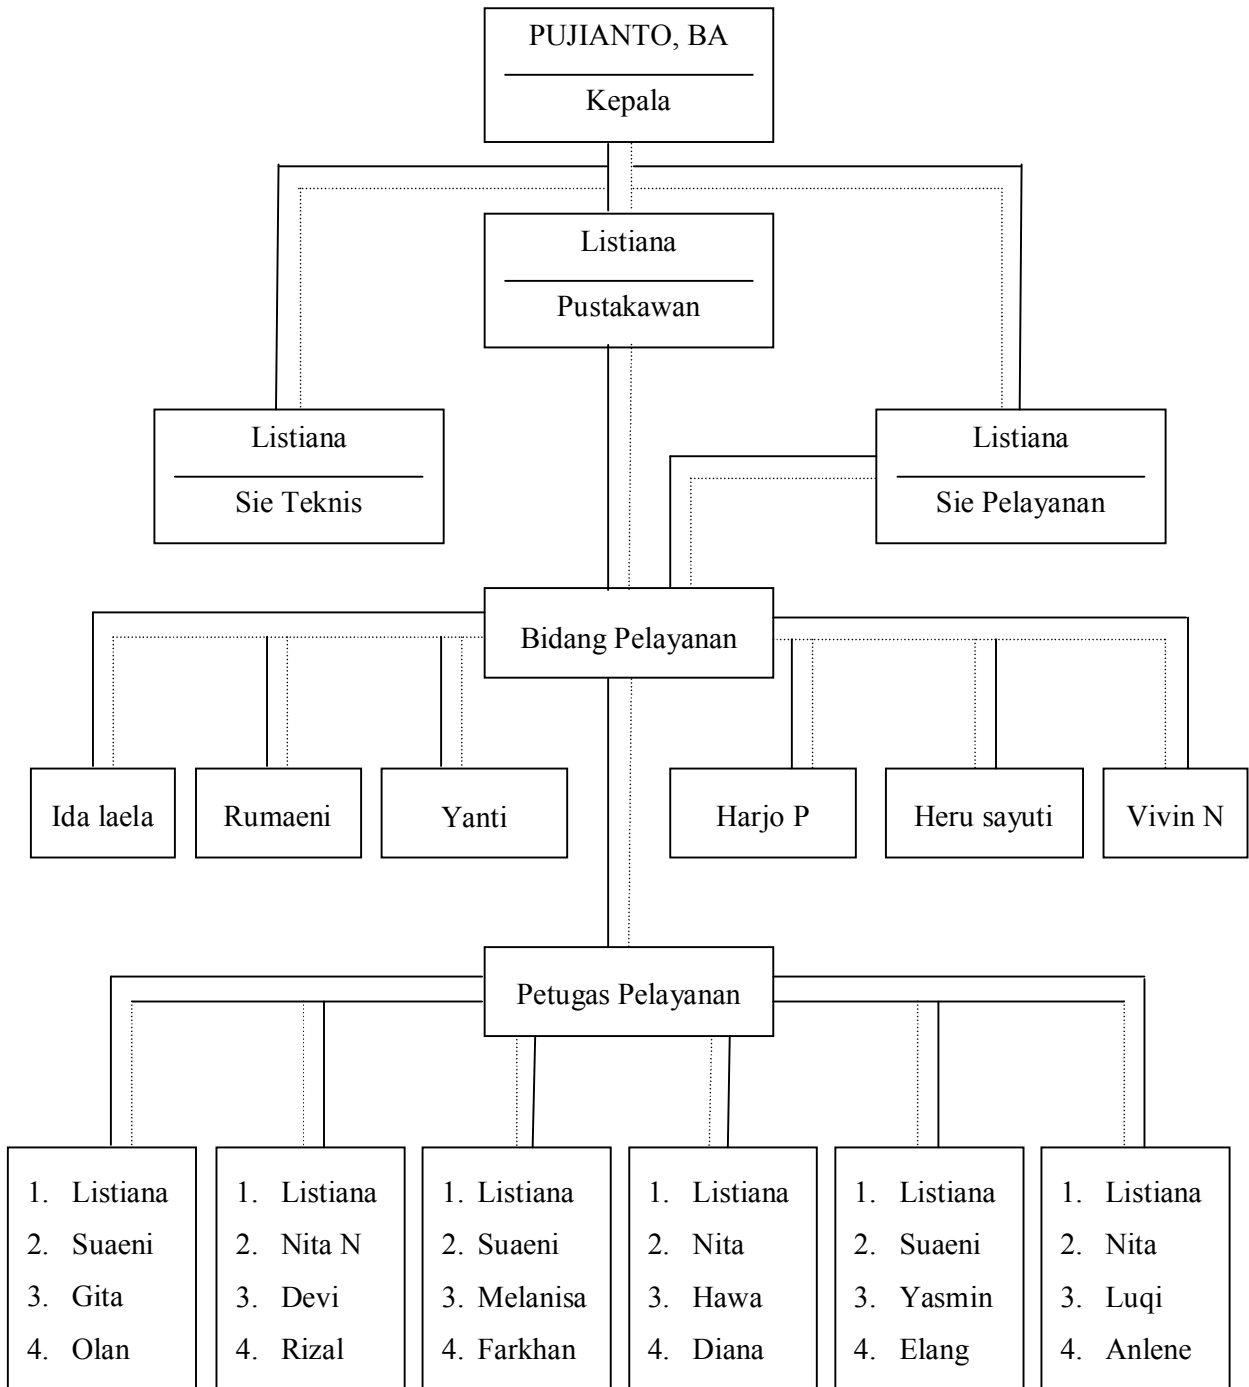 PUJIANTO, BA
Kepala
Listiana
Pustakawan
Listiana
Sie Teknis
Listiana
Sie Pelayanan
Bidang Pelayanan
Ida laela
Rumaeni
Yanti
Harjo P
Heru sayuti
Vivin N
Petugas Pelayanan
1. Listiana
2. Suaeni
3. Gita
4. Olan
1. Listiana
2. Nita N
3. Devi
4. Rizal
1. Listiana
2. Suaeni
3. Melanisa
4. Farkhan
1. Listiana
2. Nita
3. Hawa
4. Diana
1. Listiana
2. Suaeni
3. Yasmin
4. Elang
1. Listiana
2. Nita
3. Luqi
4. Anlene